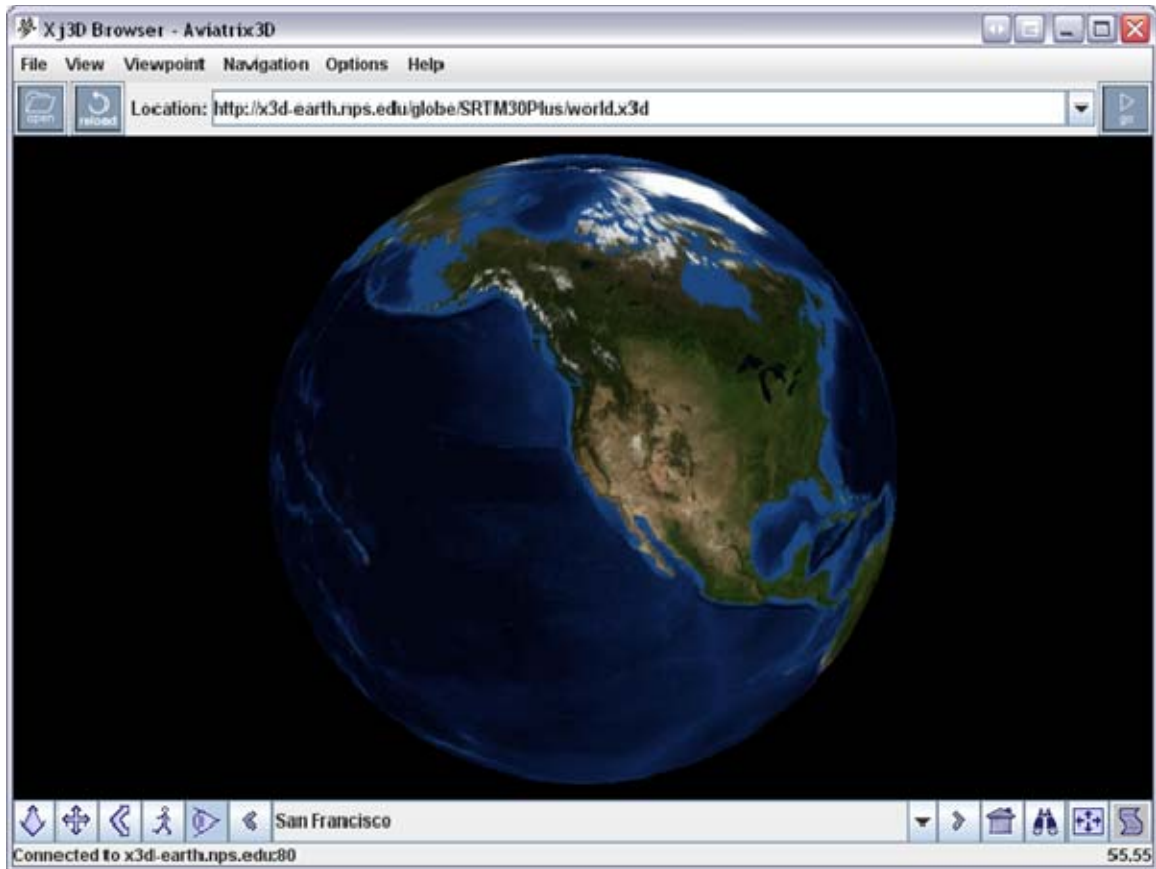 Xj3D Browser - Aviatrix3D
File View Viewpoint Navigation Options Help
open reload Location: http://x3d-earth.nps.edu/globe/SRTM30Plus/world.x3d go
San Francisco
Connected to x3d-earth.nps.edu:80 55.55